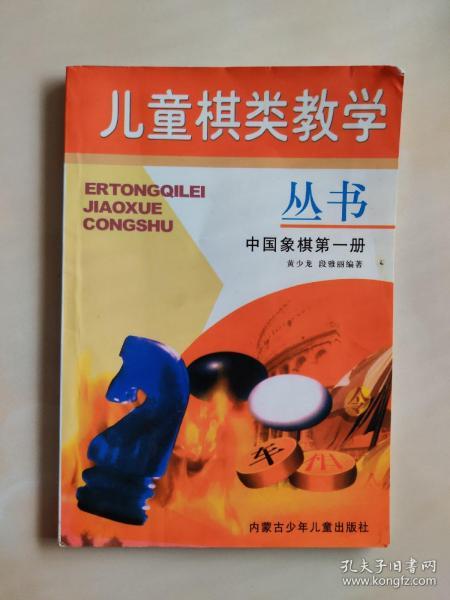 儿童棋类教学
ERTONGQILEI
JIAOXUE
CONGSHU
丛书
中国象棋第一册
黄少龙 段雅丽编著
令
车
相
内蒙古少年儿童出版社
孔夫子旧书网
www.kongfz.com